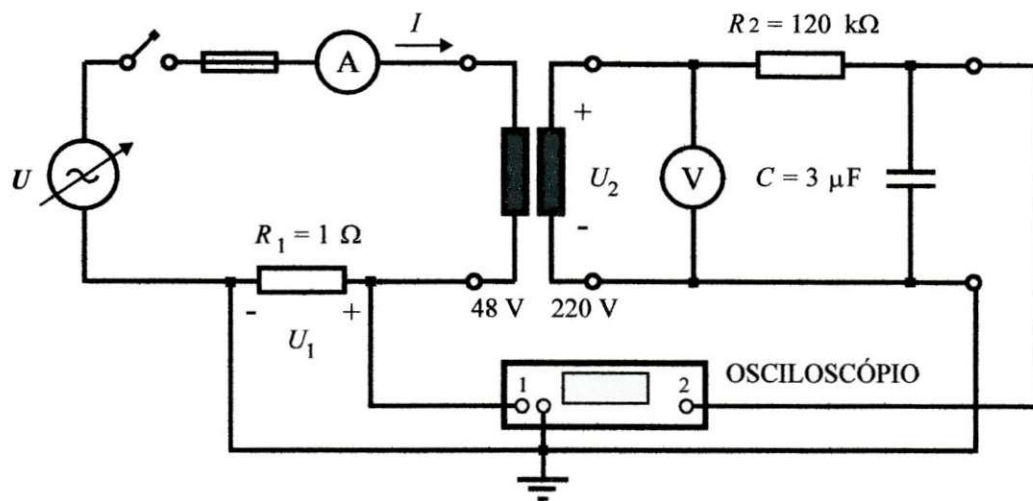 I
R2 = 120 kΩ
A
+
U
U2
V
C = 3 µF
R1 = 1 Ω
-
- +
48 V
220 V
U1
1
2
OSCILOSCÓPIO